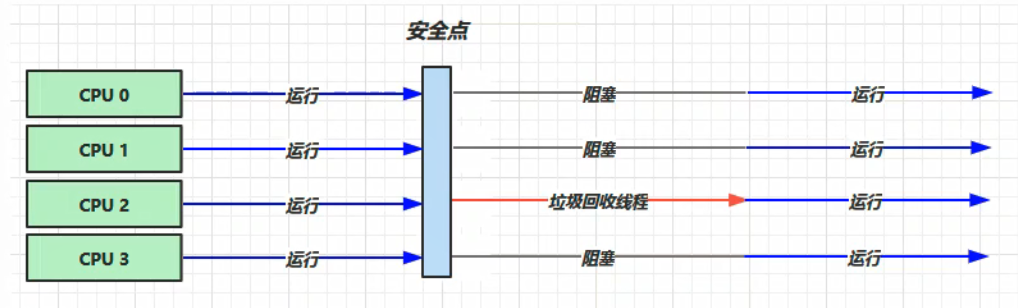 安全点
CPU 0 运行 阻塞 运行
CPU 1 运行 阻塞 运行
CPU 2 运行 垃圾回收线程 运行
CPU 3 运行 阻塞 运行